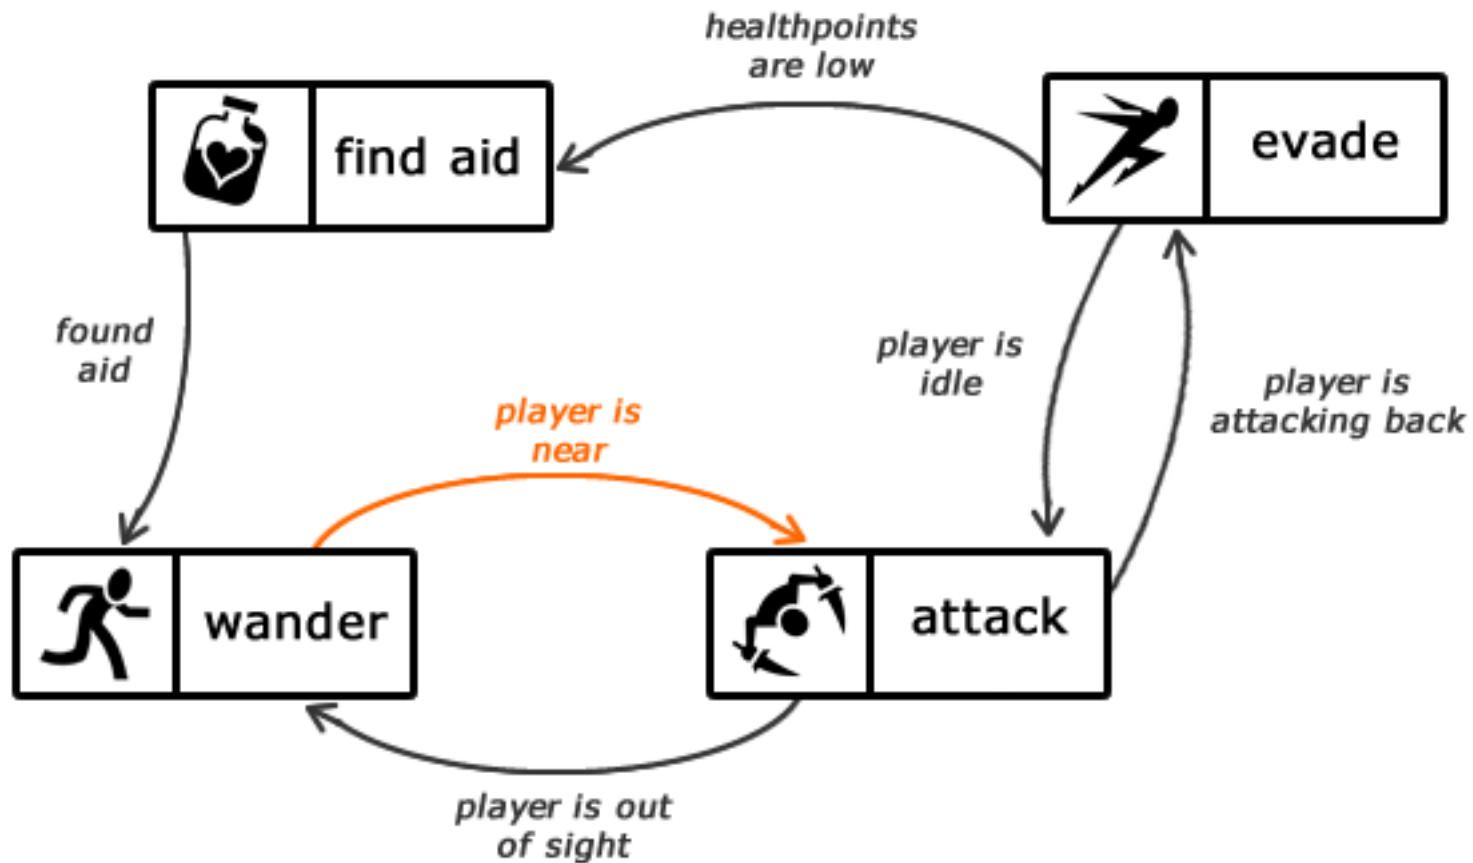 healthpoints
are low
find aid
evade
found
aid
player is
idle
player is
attacking back
player is
near
wander
attack
player is out
of sight